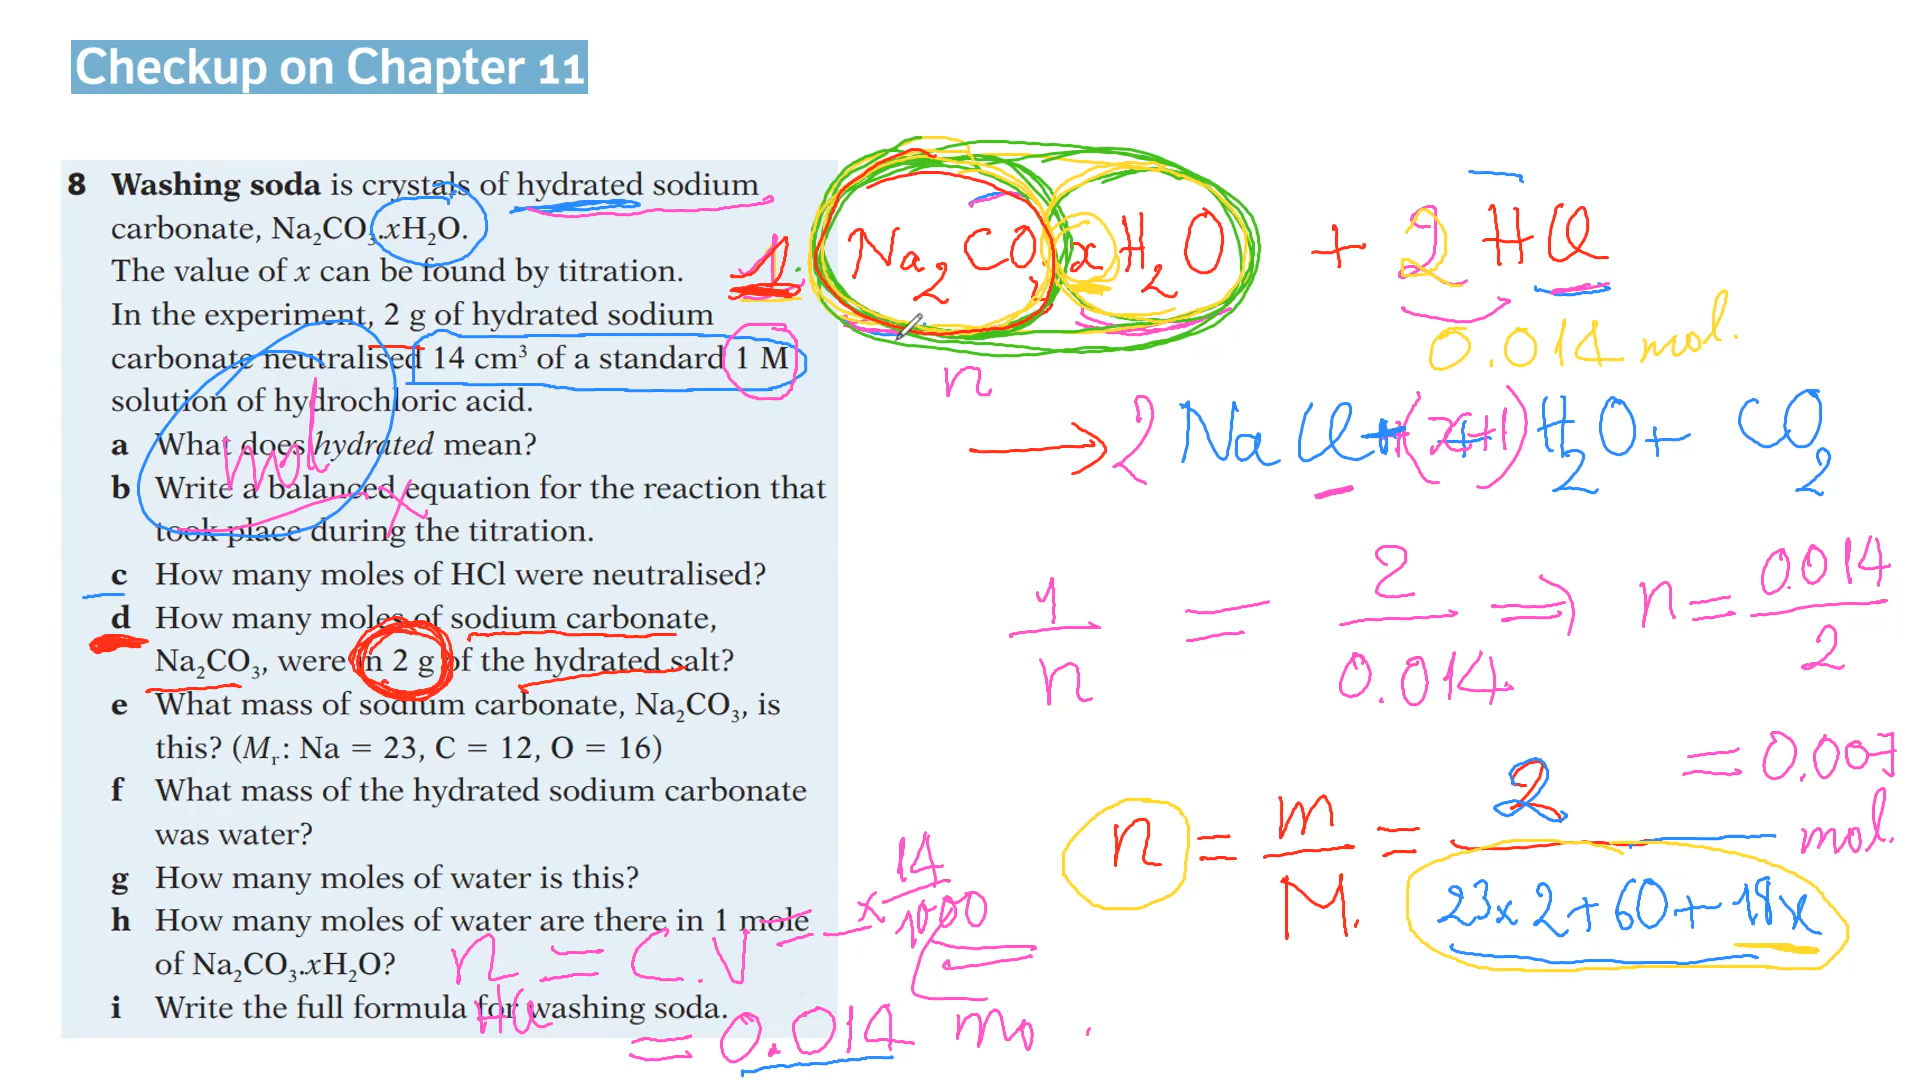 Checkup on Chapter 11
8 Washing soda is crystals of hydrated sodium
carbonate, Na₂CO₃.xH₂O.
The value of x can be found by titration.
In the experiment, 2 g of hydrated sodium
carbonate neutralised 14 cm³ of a standard 1 M
solution of hydrochloric acid.
a What does hydrated mean?
b Write a balanced equation for the reaction that
took place during the titration.
c How many moles of HCl were neutralised?
d How many moles of sodium carbonate,
Na₂CO₃, were in 2 g of the hydrated salt?
e What mass of sodium carbonate, Na₂CO₃, is
this? (Mᵣ: Na = 23, C = 12, O = 16)
f What mass of the hydrated sodium carbonate
was water?
g How many moles of water is this?
h How many moles of water are there in 1 mole
of Na₂CO₃.xH₂O?
i Write the full formula for washing soda.
mol
1. Na₂CO₃ xH₂O + 2 HCl
n
0.014 mol.
→ 2 NaCl + (x+1) H₂O + CO₂
1/n = 2/0.014 ⇒ n = 0.014/2
= 0.007
mol.
n = m/M. = 2/(23x2+60+18x)
n HCl = C.V
x 14/1000
= 0.014 mo